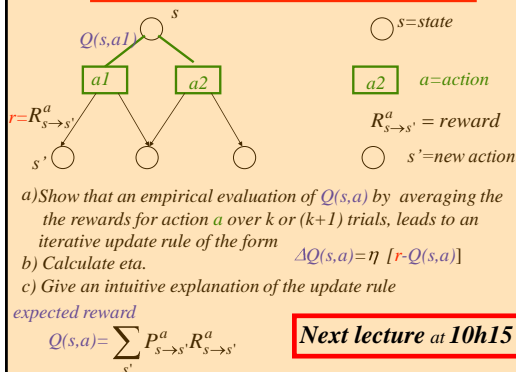 s
Q(s,a1)
s=state
a1
a2
a2
a=action
r=R^a_{s→s'}
R^a_{s→s'} = reward
s'
s'=new action
a)Show that an empirical evaluation of Q(s,a) by averaging the
the rewards for action a over k or (k+1) trials, leads to an
iterative update rule of the form
ΔQ(s,a)=η [r-Q(s,a)]
b) Calculate eta.
c) Give an intuitive explanation of the update rule
expected reward
Q(s,a)= ∑_{s'} P^a_{s→s'} R^a_{s→s'}
Next lecture at 10h15